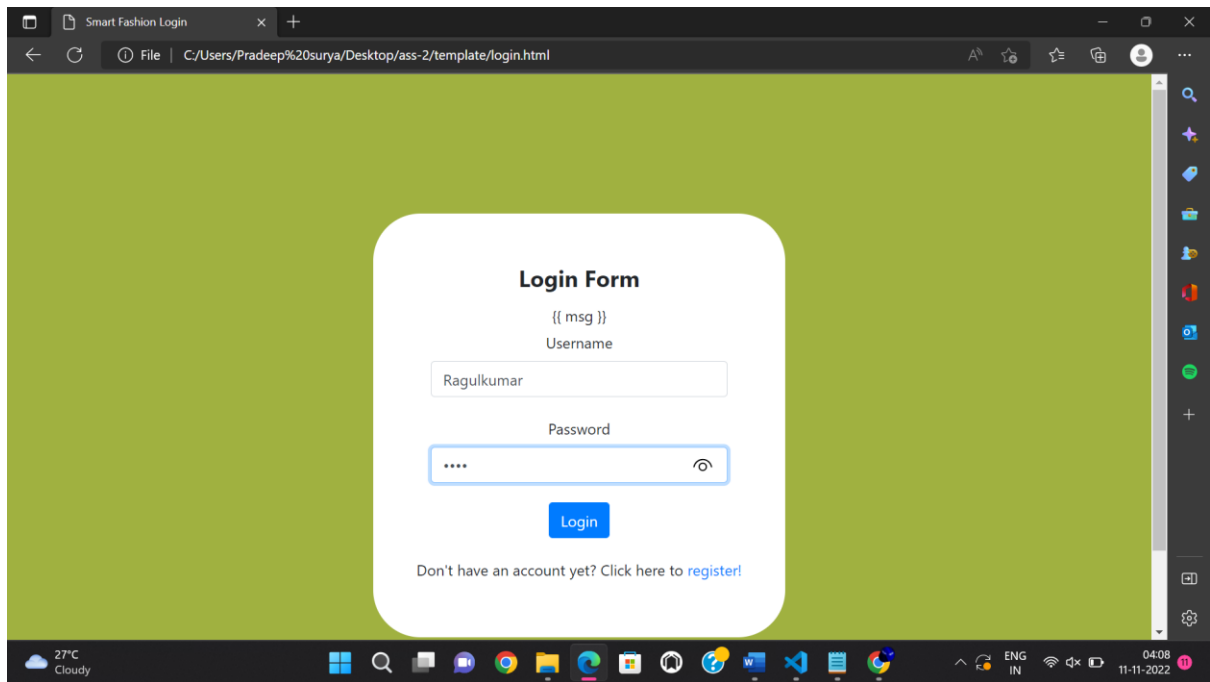 Smart Fashion Login
File | C:/Users/Pradeep%20surya/Desktop/ass-2/template/login.html
Login Form
{{ msg }}
Username
Ragulkumar
Password
••••
Login
Don't have an account yet? Click here to register!
27°C
Cloudy
ENG
IN
04:08
11-11-2022
11